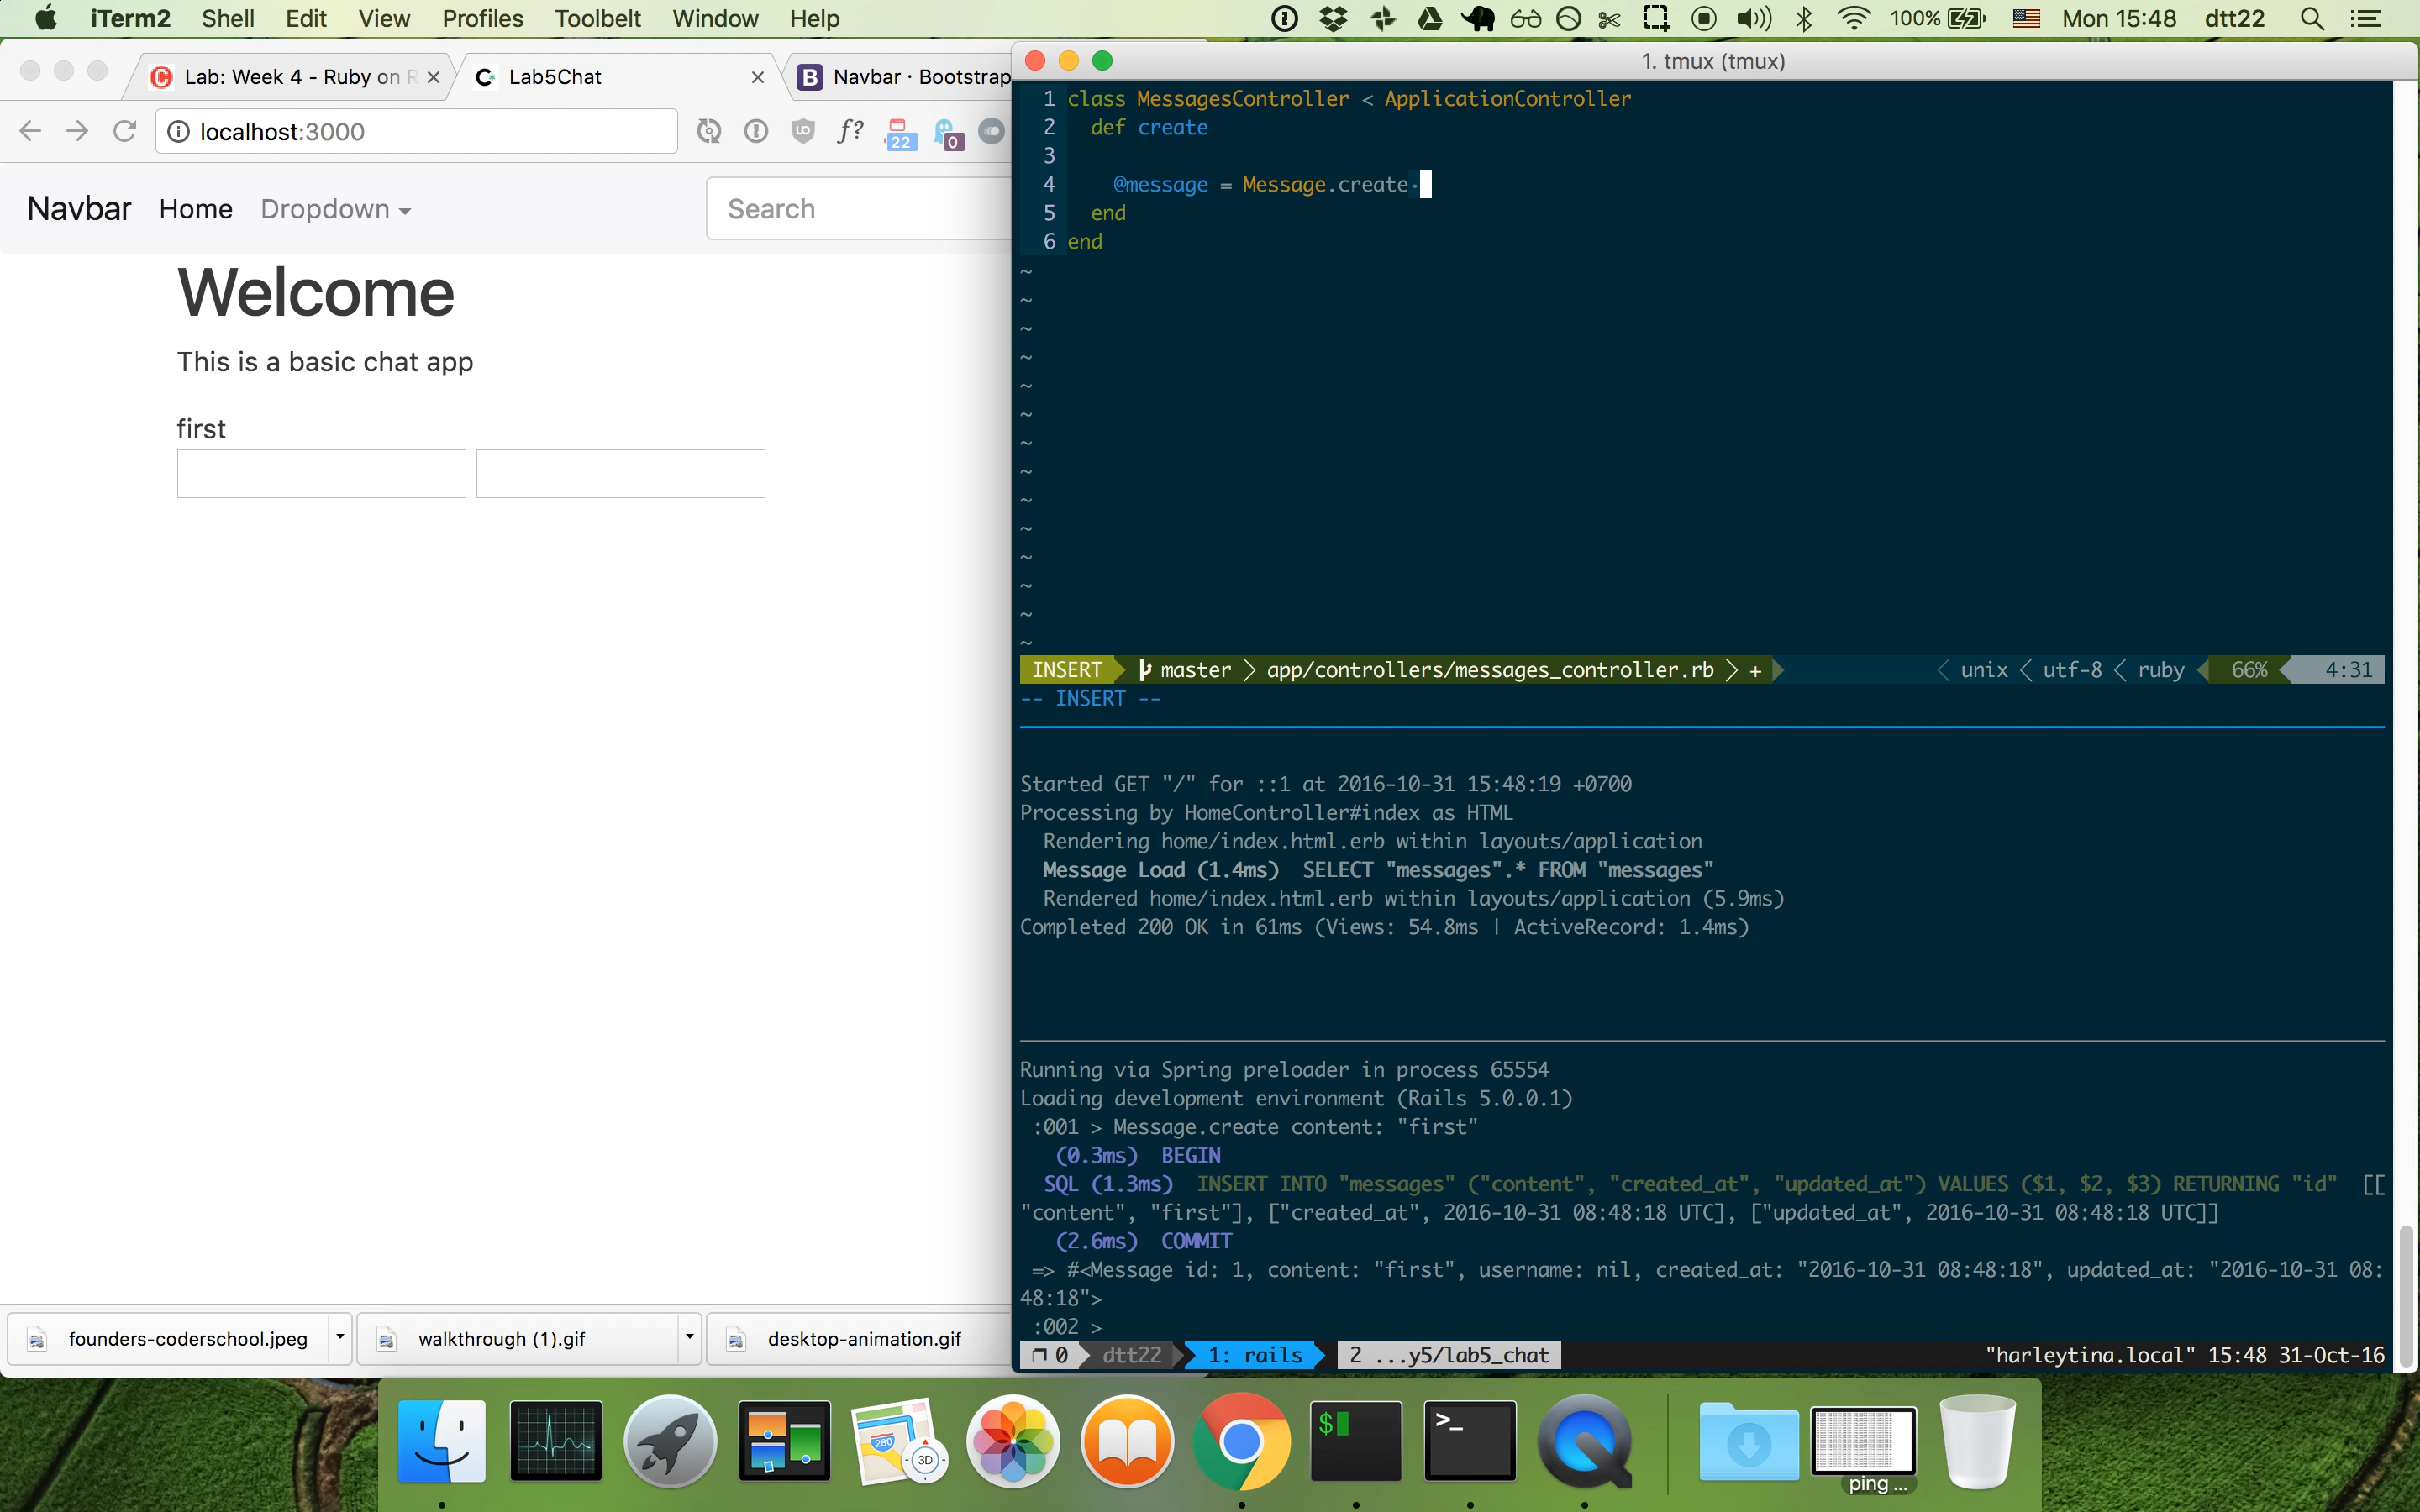 iTerm2 Shell Edit View Profiles Toolbelt Window Help 100% Mon 15:48 dtt22
Lab: Week 4 - Ruby on R Lab5Chat Navbar · Bootstrap
localhost:3000 f? 22 0
Navbar Home Dropdown Search
Welcome
This is a basic chat app
first
founders-coderschool.jpeg walkthrough (1).gif desktop-animation.gif
1. tmux (tmux)
1 class MessagesController < ApplicationController
2 def create
3
4 @message = Message.create·
5 end
6 end
~
~
~
~
~
~
~
~
~
~
~
~
~
~
INSERT master > app/controllers/messages_controller.rb > + < unix < utf-8 < ruby 66% 4:31
-- INSERT --
Started GET "/" for ::1 at 2016-10-31 15:48:19 +0700
Processing by HomeController#index as HTML
Rendering home/index.html.erb within layouts/application
Message Load (1.4ms) SELECT "messages".* FROM "messages"
Rendered home/index.html.erb within layouts/application (5.9ms)
Completed 200 OK in 61ms (Views: 54.8ms | ActiveRecord: 1.4ms)
Running via Spring preloader in process 65554
Loading development environment (Rails 5.0.0.1)
:001 > Message.create content: "first"
(0.3ms) BEGIN
SQL (1.3ms) INSERT INTO "messages" ("content", "created_at", "updated_at") VALUES ($1, $2, $3) RETURNING "id" [[
"content", "first"], ["created_at", 2016-10-31 08:48:18 UTC], ["updated_at", 2016-10-31 08:48:18 UTC]]
(2.6ms) COMMIT
=> #<Message id: 1, content: "first", username: nil, created_at: "2016-10-31 08:48:18", updated_at: "2016-10-31 08:
48:18">
:002 >
0 dtt22 1: rails 2 ...y5/lab5_chat "harleytina.local" 15:48 31-Oct-16
280 3D $ >_
ping ...